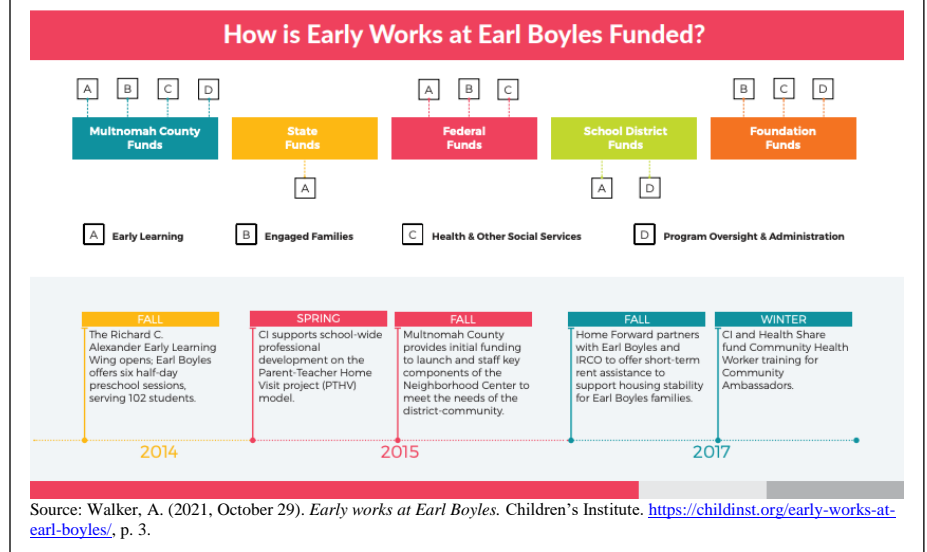 How is Early Works at Earl Boyles Funded?
A B C D
A B C
B C D
Multnomah County
Funds
State
Funds
Federal
Funds
School District
Funds
Foundation
Funds
A
A D
A Early Learning
B Engaged Families
C Health & Other Social Services
D Program Oversight & Administration
FALL
The Richard C.
Alexander Early Learning
Wing opens; Earl Boyles
offers six half-day
preschool sessions,
serving 102 students.
SPRING
CI supports school-wide
professional
development on the
Parent-Teacher Home
Visit project (PTHV)
model.
FALL
Multnomah County
provides initial funding
to launch and staff key
components of the
Neighborhood Center to
meet the needs of the
district-community.
FALL
Home Forward partners
with Earl Boyles and
IRCO to offer short-term
rent assistance to
support housing stability
for Earl Boyles families.
WINTER
CI and Health Share
fund Community Health
Worker training for
Community
Ambassadors.
2014
2015
2017
Source: Walker, A. (2021, October 29). Early works at Earl Boyles. Children’s Institute. https://childinst.org/early-works-at-
earl-boyles/, p. 3.